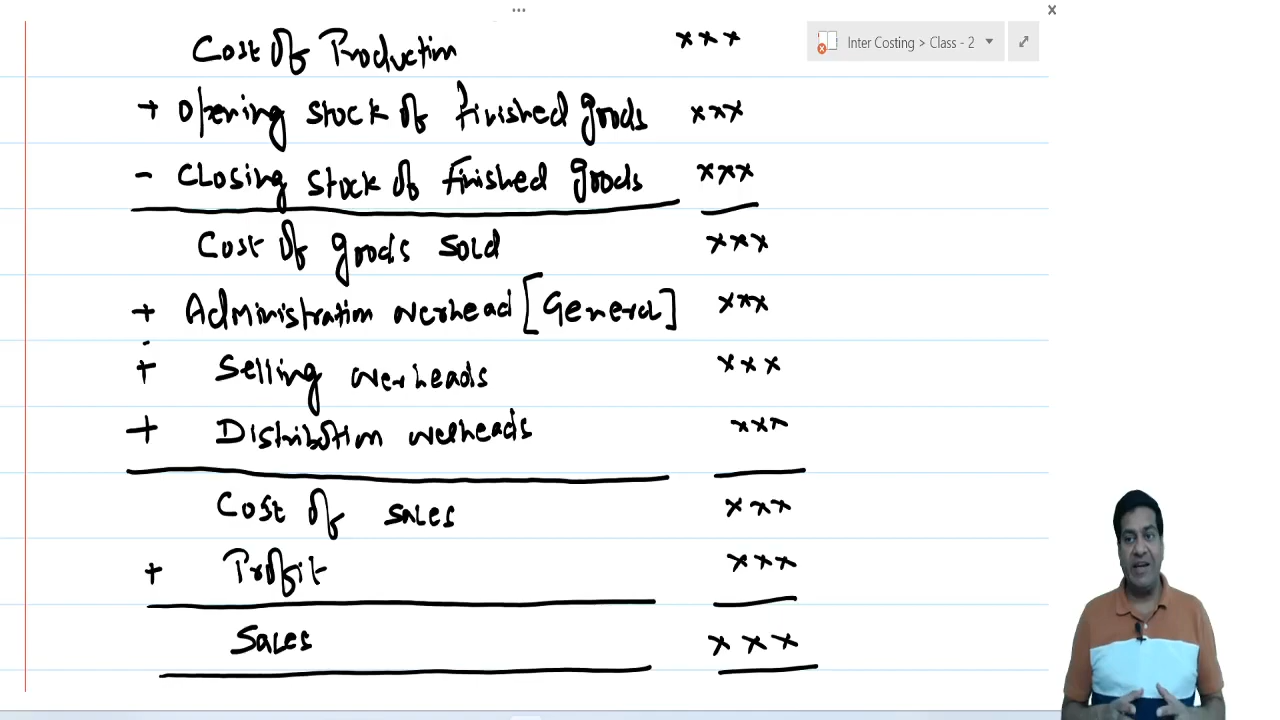 ...
Inter Costing > Class - 2
Cost of Production xxx
+ Opening stock of finished goods xxx
- Closing stock of finished goods xxx
Cost of goods sold xxx
+ Administration overhead [General] xxx
+ Selling overheads xxx
+ Distribution overheads xxx
Cost of sales xxx
+ Profit xxx
Sales xxx